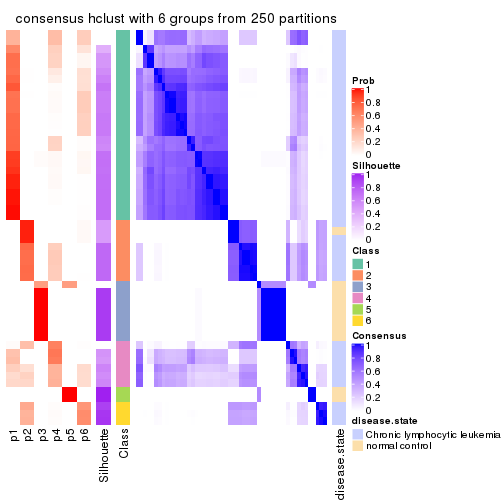 consensus hclust with 6 groups from 250 partitions
Prob
1
0.8
0.6
0.4
0.2
0
Silhouette
1
0.8
0.6
0.4
0.2
0
Class
1
2
3
4
5
6
Consensus
1
0.8
0.6
0.4
0.2
0
disease.state
Chronic lymphocytic leukemia
normal control
p1
p2
p3
p4
p5
p6
Silhouette
Class
disease.state